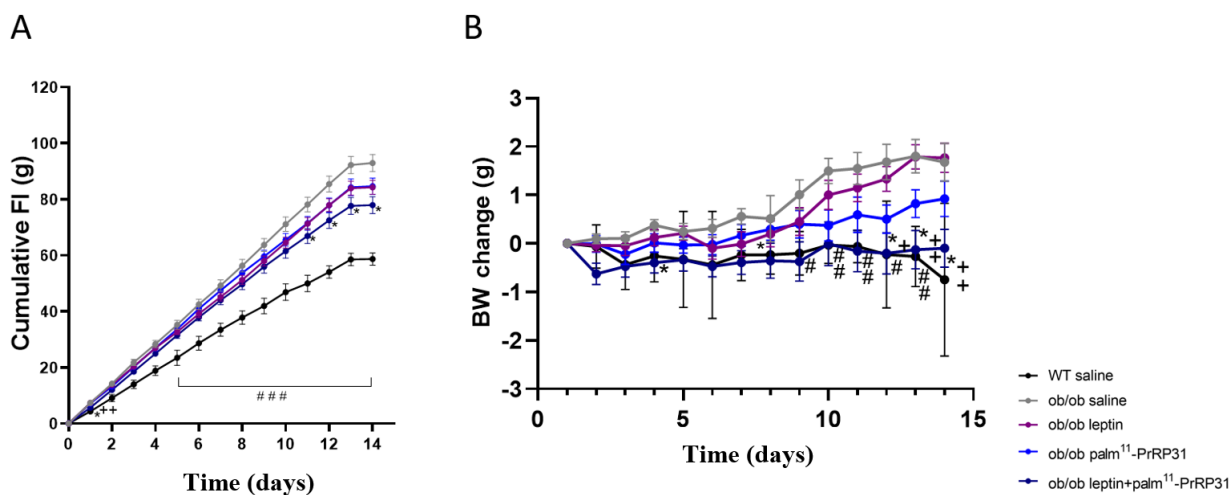 A
B
Cumulative FI (g)
120
100
80
60
40
20
0
0 2 4 6 8 10 12 14
Time (days)
*++
* * *
###
BW change (g)
3
2
1
0
-1
-2
-3
0 5 10 15
Time (days)
* * * + * + + * + +
# # # # # # # #
WT saline
ob/ob saline
ob/ob leptin
ob/ob palm¹¹-PrRP31
ob/ob leptin+palm¹¹-PrRP31